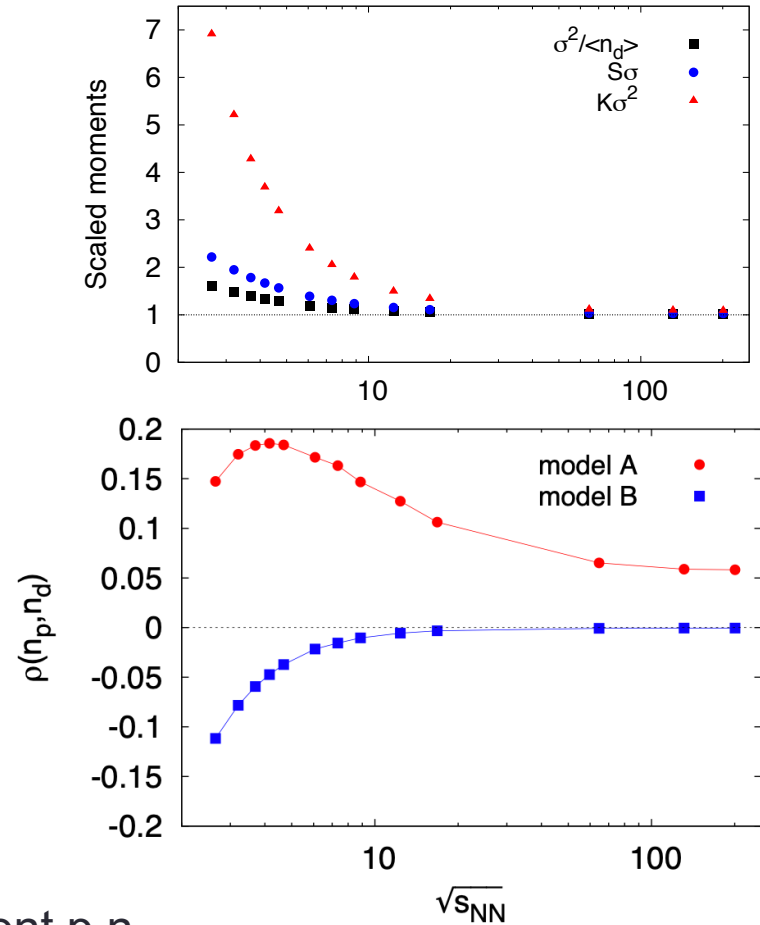 7
6
5
4
3
2
1
0
Scaled moments
σ²/<n_d>
Sσ
Kσ²
10
100
0.2
0.15
0.1
0.05
0
-0.05
-0.1
-0.15
-0.2
ρ(n_p,n_d)
model A
model B
10
100
√s_NN